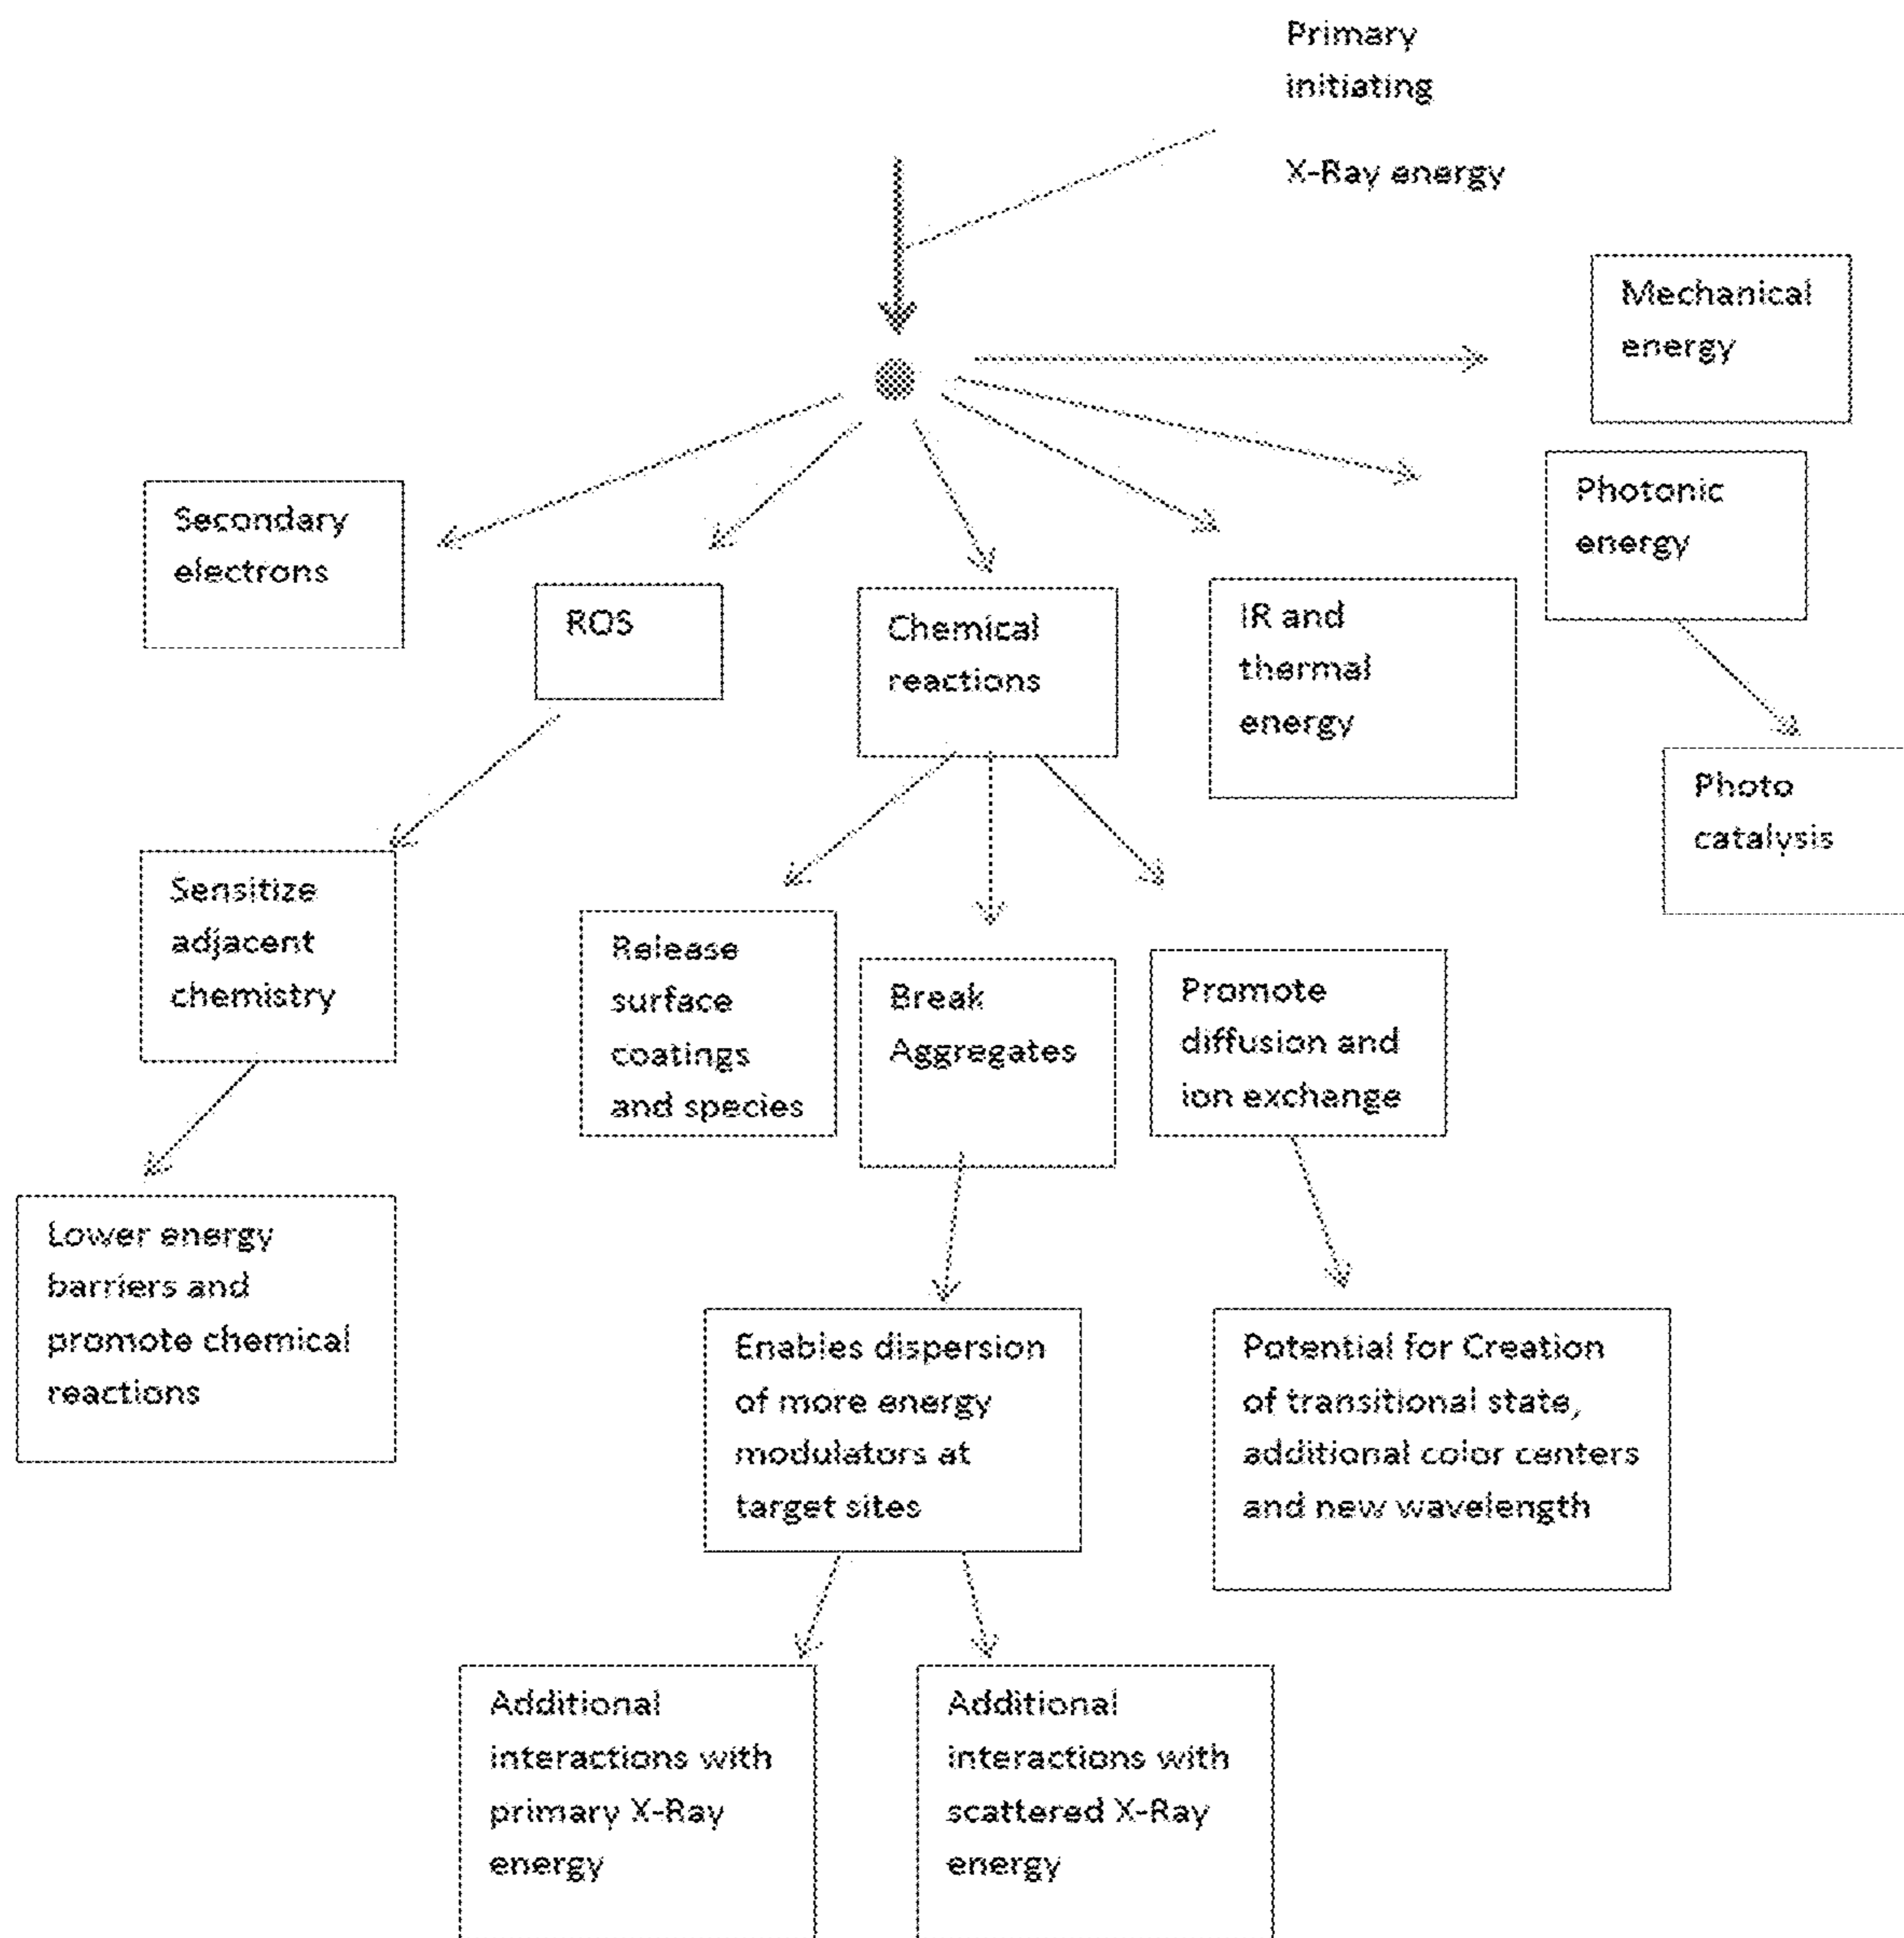 Primary
initiating
X-Ray energy
Mechanical
energy
Photonic
energy
Secondary
electrons
ROS
Chemical
reactions
IR and
thermal
energy
Photo
catalysis
Sensitize
adjacent
chemistry
Release
surface
coatings
and species
Break
Aggregates
Promote
diffusion and
ion exchange
Lower energy
barriers and
promote chemical
reactions
Enables dispersion
of more energy
modulators at
target sites
Potential for Creation
of transitional state,
additional color centers
and new wavelength
Additional
interactions with
primary X-Ray
energy
Additional
interactions with
scattered X-Ray
energy